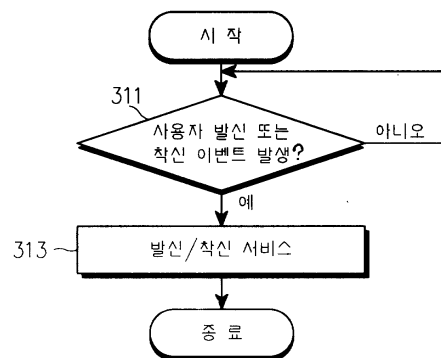 시 작
311
사용자 발신 또는
착신 이벤트 발생?
아니오
예
313
발신/착신 서비스
종 료